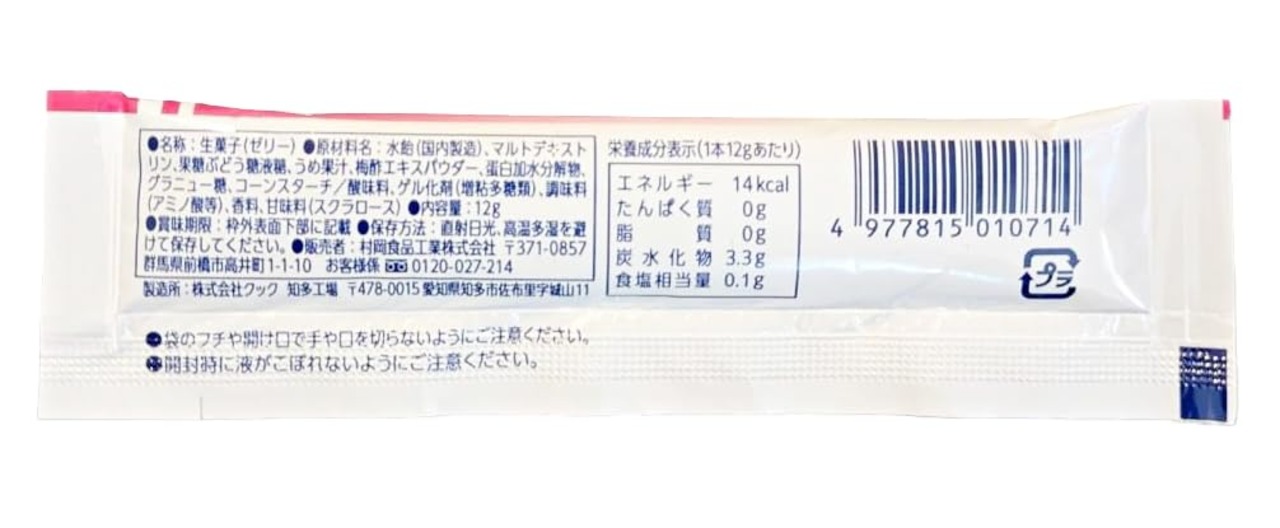 ●名称：生菓子(ゼリー) ●原材料名：水飴(国内製造)、マルトデキスト
リン、果糖ぶどう糖液糖、うめ果汁、梅酢エキスパウダー、蛋白加水分解物、
グラニュー糖、コーンスターチ／酸味料、ゲル化剤(増粘多糖類)、調味料
(アミノ酸等)、香料、甘味料(スクラロース) ●内容量：12g
●賞味期限：枠外表面下部に記載 ●保存方法：直射日光、高温多湿を避
けて保存してください。●販売者：村岡食品工業株式会社 〒371-0857
群馬県前橋市高井町1-1-10 お客様係 0120-027-214
製造所：株式会社クック 知多工場 〒478-0015 愛知県知多市佐布里字城山11
●袋のフチや開け口で手や口を切らないようにご注意ください。
●開封時に液がこぼれないようにご注意ください。
栄養成分表示(1本12gあたり)
エネルギー 14kcal
たんぱく質 0g
脂質 0g
炭水化物 3.3g
食塩相当量 0.1g
4 977815 010714
プラ